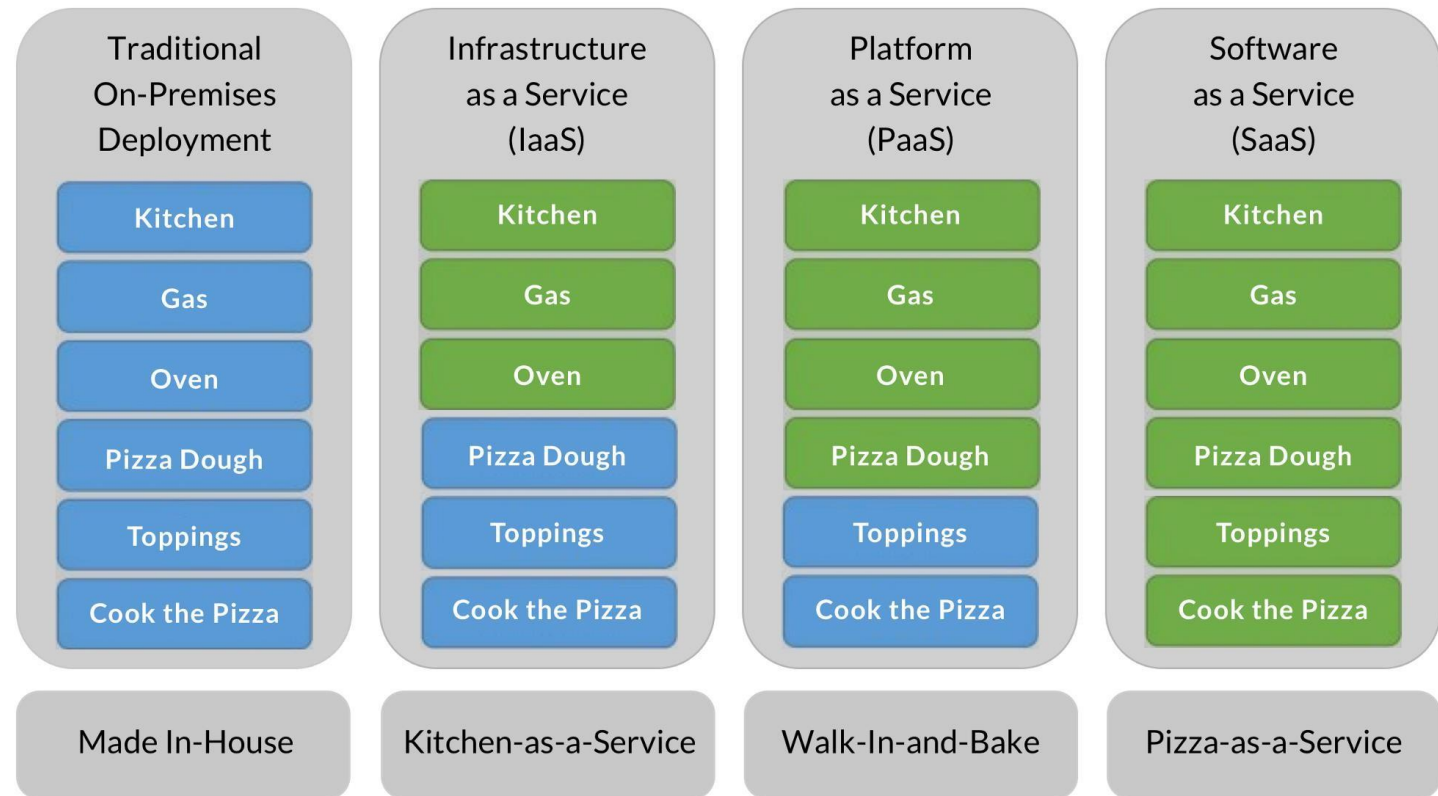 Traditional
On-Premises
Deployment
Kitchen
Gas
Oven
Pizza Dough
Toppings
Cook the Pizza
Made In-House
Infrastructure
as a Service
(IaaS)
Kitchen
Gas
Oven
Pizza Dough
Toppings
Cook the Pizza
Kitchen-as-a-Service
Platform
as a Service
(PaaS)
Kitchen
Gas
Oven
Pizza Dough
Toppings
Cook the Pizza
Walk-In-and-Bake
Software
as a Service
(SaaS)
Kitchen
Gas
Oven
Pizza Dough
Toppings
Cook the Pizza
Pizza-as-a-Service